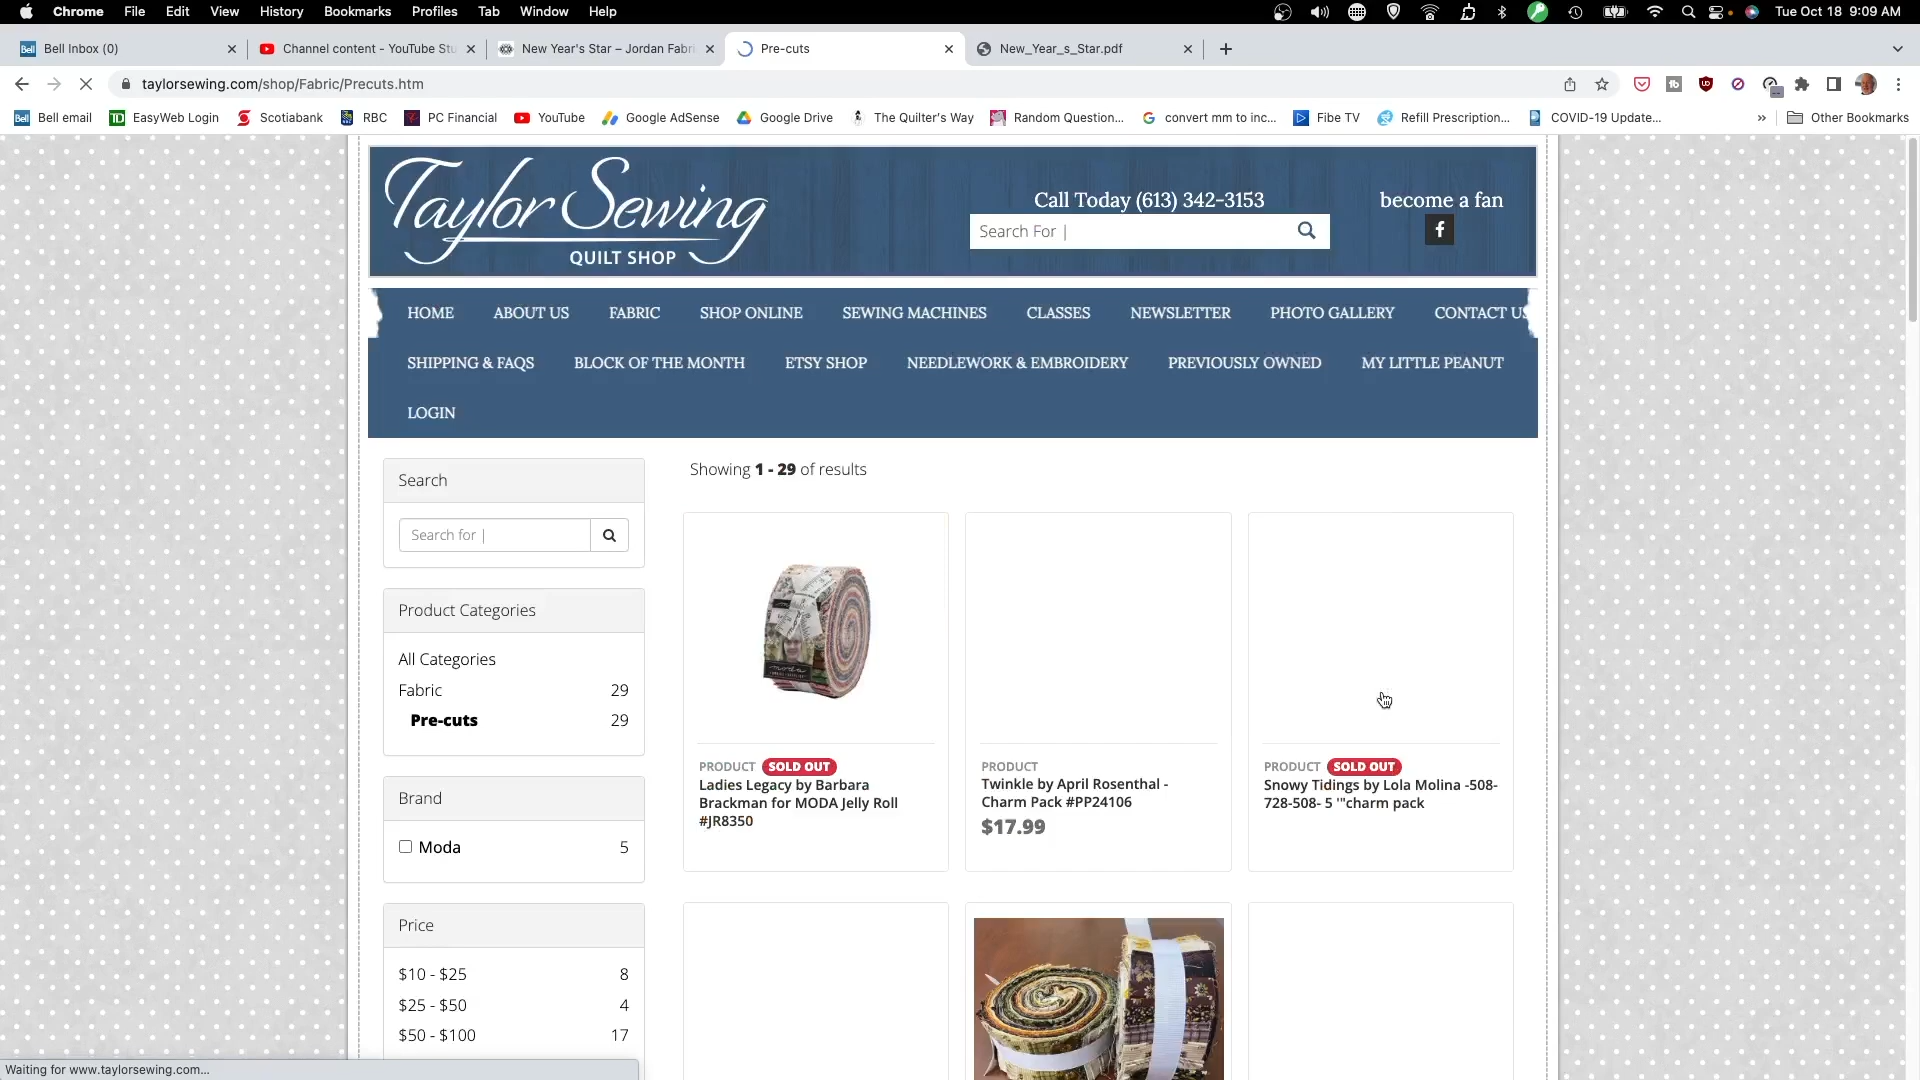 Chrome File Edit View History Bookmarks Profiles Tab Window Help Tue Oct 18 9:09 AM
Bell Inbox (0) Channel content - YouTube Stu New Year's Star – Jordan Fabri Pre-cuts New_Year_s_Star.pdf
taylorsewing.com/shop/Fabric/Precuts.htm
Bell email EasyWeb Login Scotiabank RBC PC Financial YouTube Google AdSense Google Drive The Quilter's Way Random Question... convert mm to inc... Fibe TV Refill Prescription... COVID-19 Update... » Other Bookmarks
Taylor Sewing
QUILT SHOP
Call Today (613) 342-3153
become a fan
Search For |
HOME ABOUT US FABRIC SHOP ONLINE SEWING MACHINES CLASSES NEWSLETTER PHOTO GALLERY CONTACT US
SHIPPING & FAQS BLOCK OF THE MONTH ETSY SHOP NEEDLEWORK & EMBROIDERY PREVIOUSLY OWNED MY LITTLE PEANUT
LOGIN
Search
Search for |
Product Categories
All Categories
Fabric 29
Pre-cuts 29
Brand
Moda 5
Price
$10 - $25 8
$25 - $50 4
$50 - $100 17
Showing 1 - 29 of results
PRODUCT SOLD OUT
Ladies Legacy by Barbara
Brackman for MODA Jelly Roll
#JR8350
PRODUCT
Twinkle by April Rosenthal -
Charm Pack #PP24106
$17.99
PRODUCT SOLD OUT
Snowy Tidings by Lola Molina -508-
728-508- 5 '"charm pack
Waiting for www.taylorsewing.com...